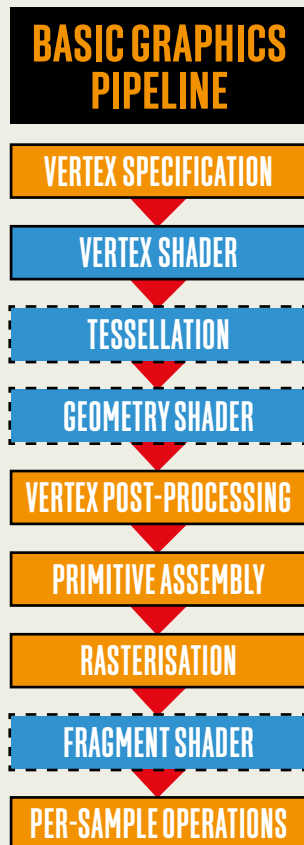 BASIC GRAPHICS
PIPELINE
VERTEX SPECIFICATION
VERTEX SHADER
TESSELLATION
GEOMETRY SHADER
VERTEX POST-PROCESSING
PRIMITIVE ASSEMBLY
RASTERISATION
FRAGMENT SHADER
PER-SAMPLE OPERATIONS